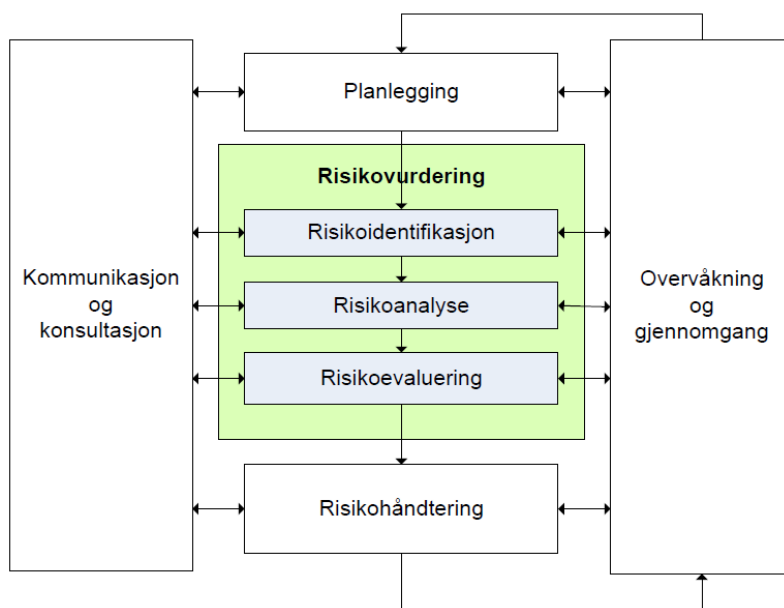 Planlegging
Risikovurdering
Risikoidentifikasjon
Risikoanalyse
Risikoevaluering
Risikohåndtering
Kommunikasjon
og
konsultasjon
Overvåkning
og
gjennomgang